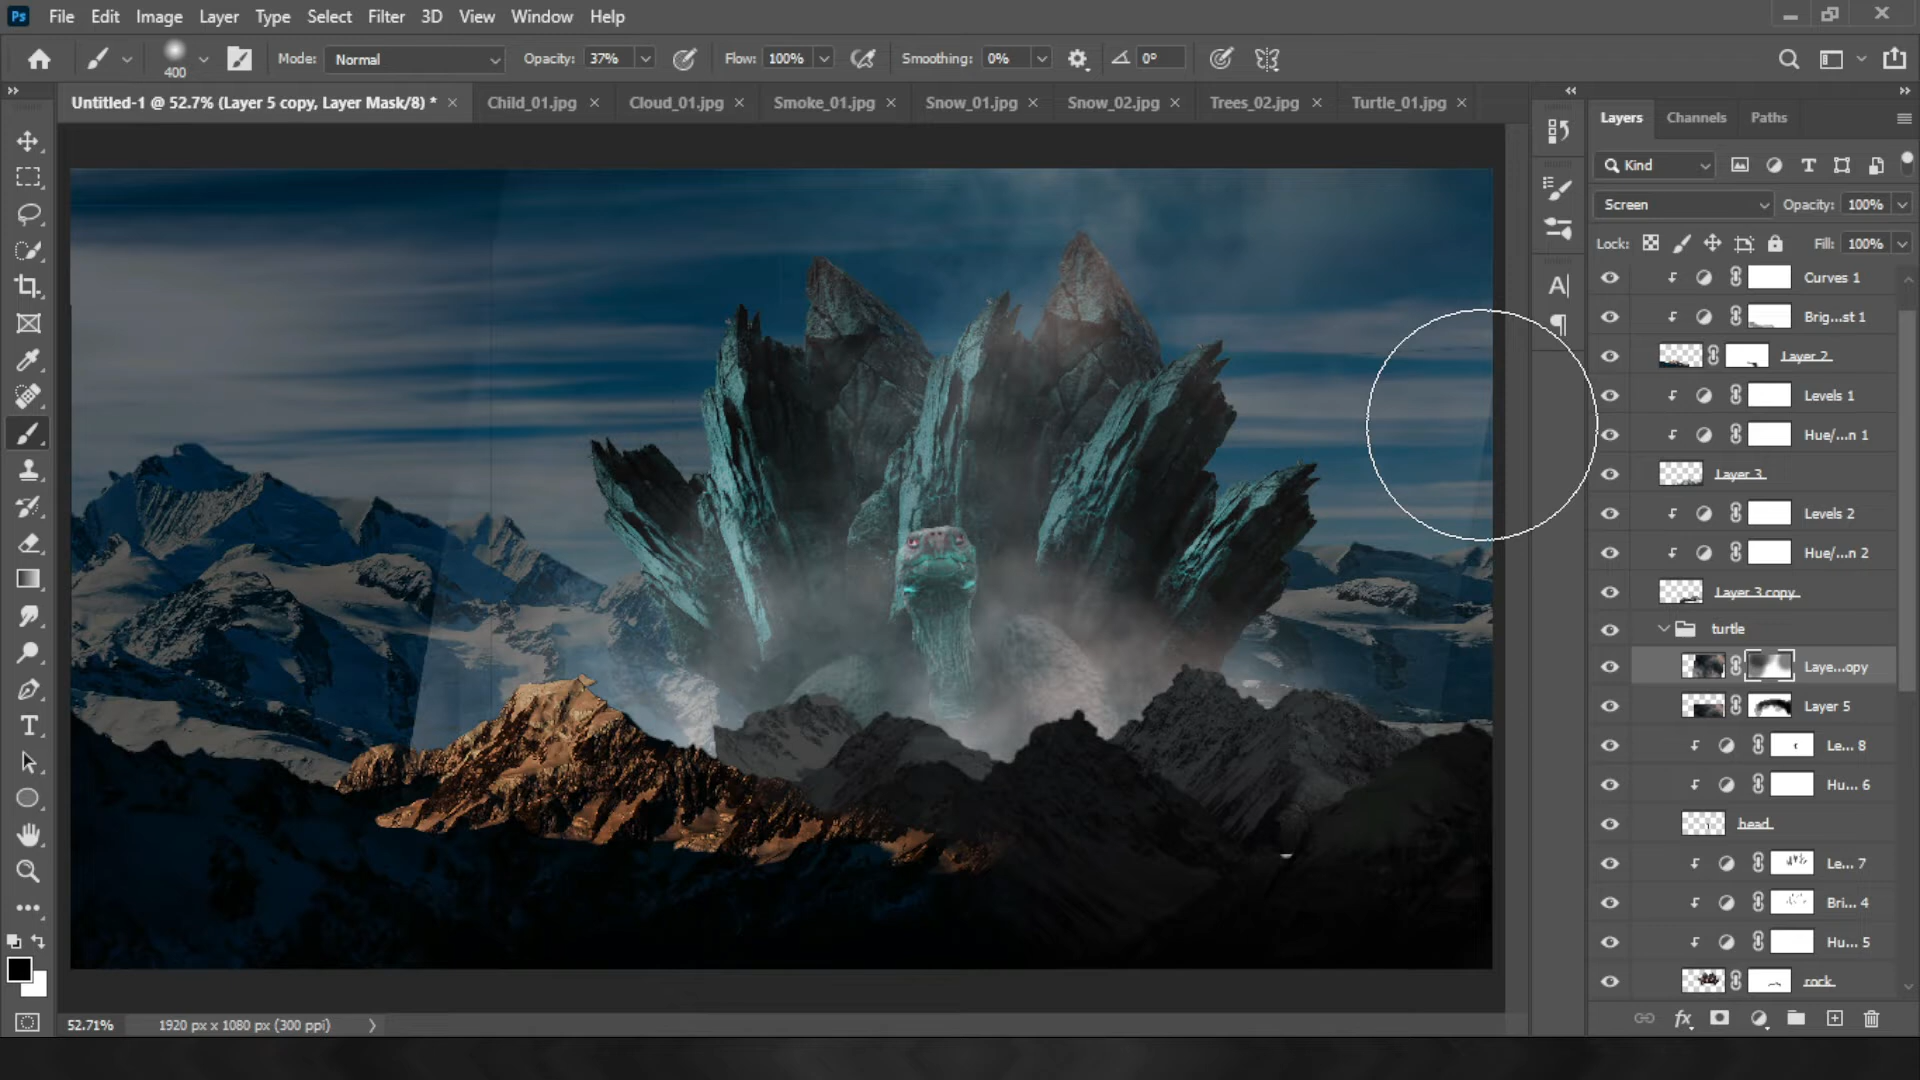 Ps File Edit Image Layer Type Select Filter 3D View Window Help
400 Mode: Normal Opacity: 37% Flow: 100% Smoothing: 0% 0°
Untitled-1 @ 52.7% (Layer 5 copy, Layer Mask/8) * × Child_01.jpg × Cloud_01.jpg × Smoke_01.jpg × Snow_01.jpg × Snow_02.jpg × Trees_02.jpg × Turtle_01.jpg ×
Layers Channels Paths
Kind
Screen Opacity: 100%
Lock: Fill: 100%
Curves 1
Brig...st 1
Layer 2
Levels 1
Hue/...n 1
Layer 3
Levels 2
Hue/...n 2
Layer 3 copy
turtle
Laye...opy
Layer 5
Le... 8
Hu... 6
head
Le... 7
Bri... 4
Hu... 5
rock
52.71% 1920 px x 1080 px (300 ppi)